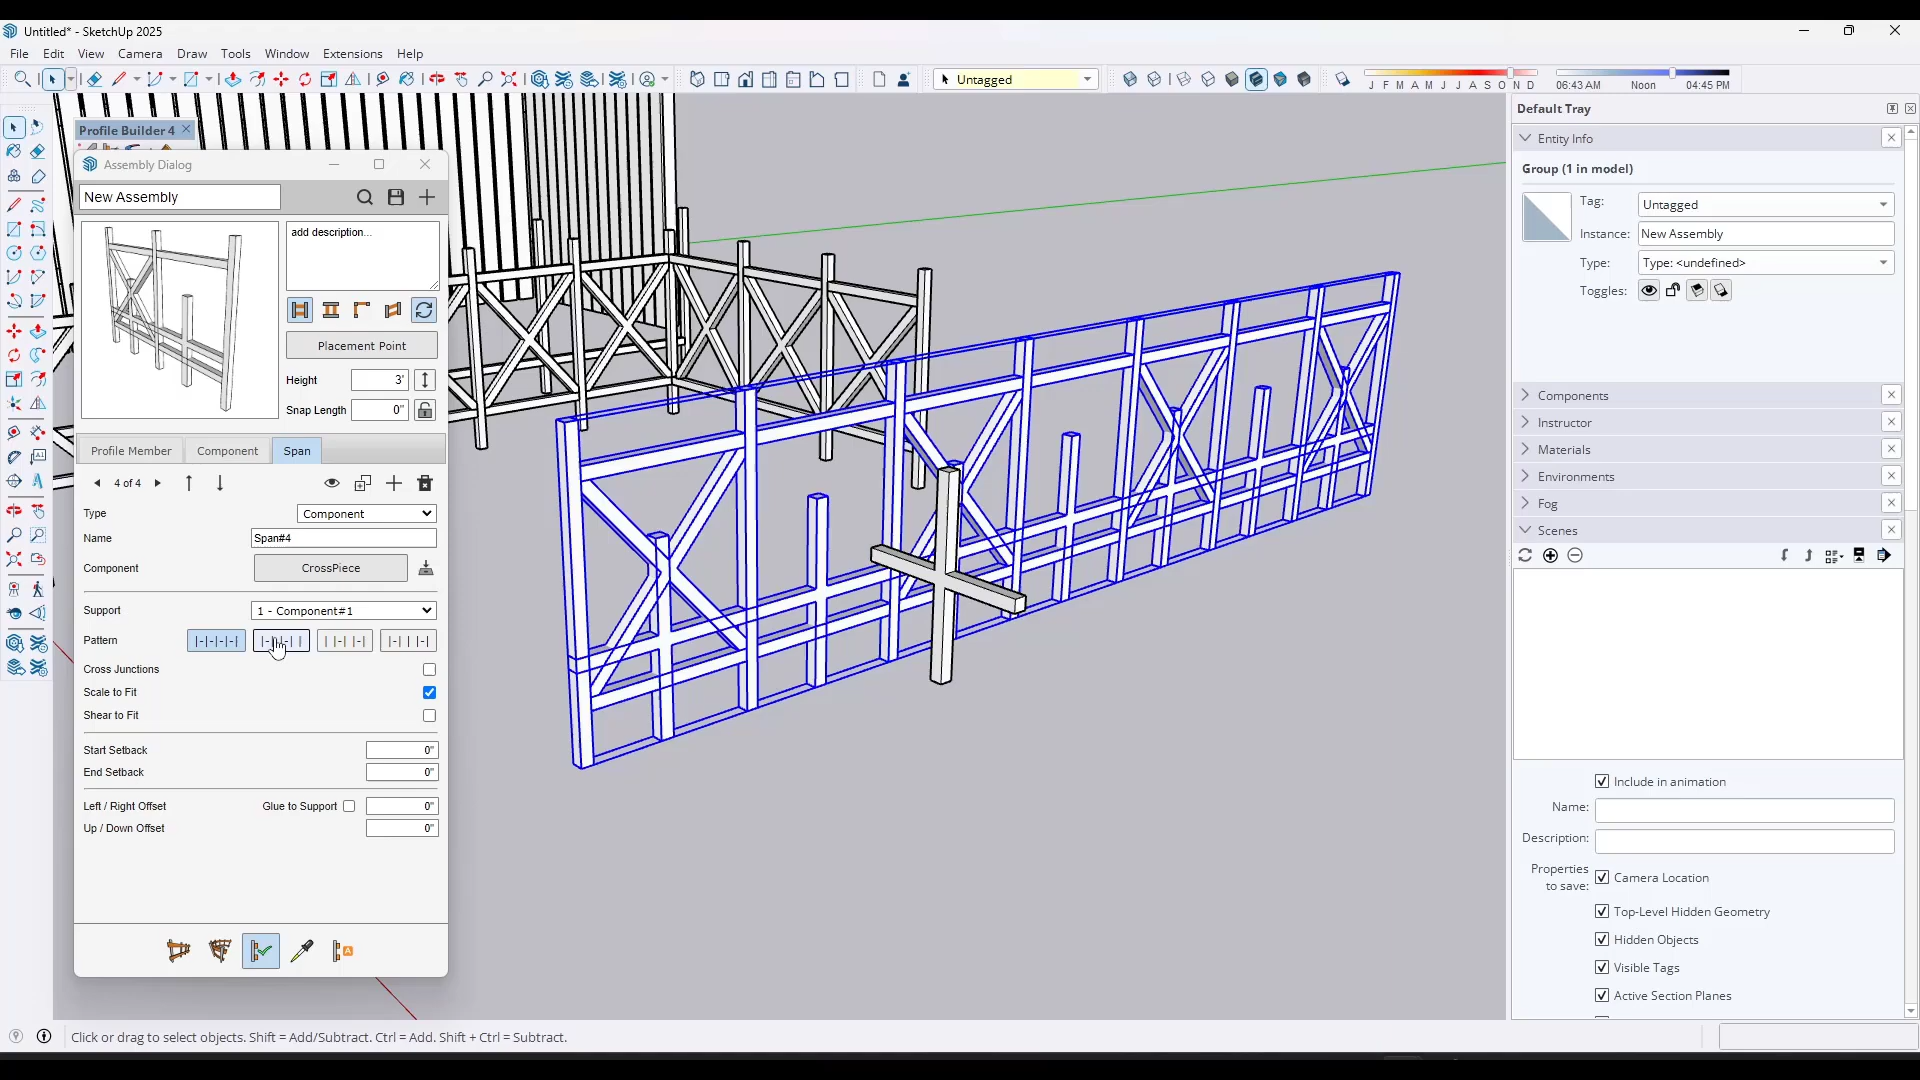 Untitled* - SketchUp 2025
File Edit View Camera Draw Tools Window Extensions Help
Untagged
J F M A M J J A S O N D
06:43 AM Noon 04:45 PM
Profile Builder 4
Assembly Dialog
New Assembly
add description...
Placement Point
Height 3'
Snap Length 0"
Profile Member Component Span
4 of 4
Type Component
Name Span#4
Component CrossPiece
Support 1 - Component#1
Pattern
Cross Junctions
Scale to Fit
Shear to Fit
Start Setback 0"
End Setback 0"
Left / Right Offset Glue to Support 0"
Up / Down Offset 0"
Default Tray
Entity Info
Group (1 in model)
Tag: Untagged
Instance: New Assembly
Type: Type: <undefined>
Toggles:
Components
Instructor
Materials
Environments
Fog
Scenes
Include in animation
Name:
Description:
Properties
to save:
Camera Location
Top-Level Hidden Geometry
Hidden Objects
Visible Tags
Active Section Planes
Click or drag to select objects. Shift = Add/Subtract. Ctrl = Add. Shift + Ctrl = Subtract.